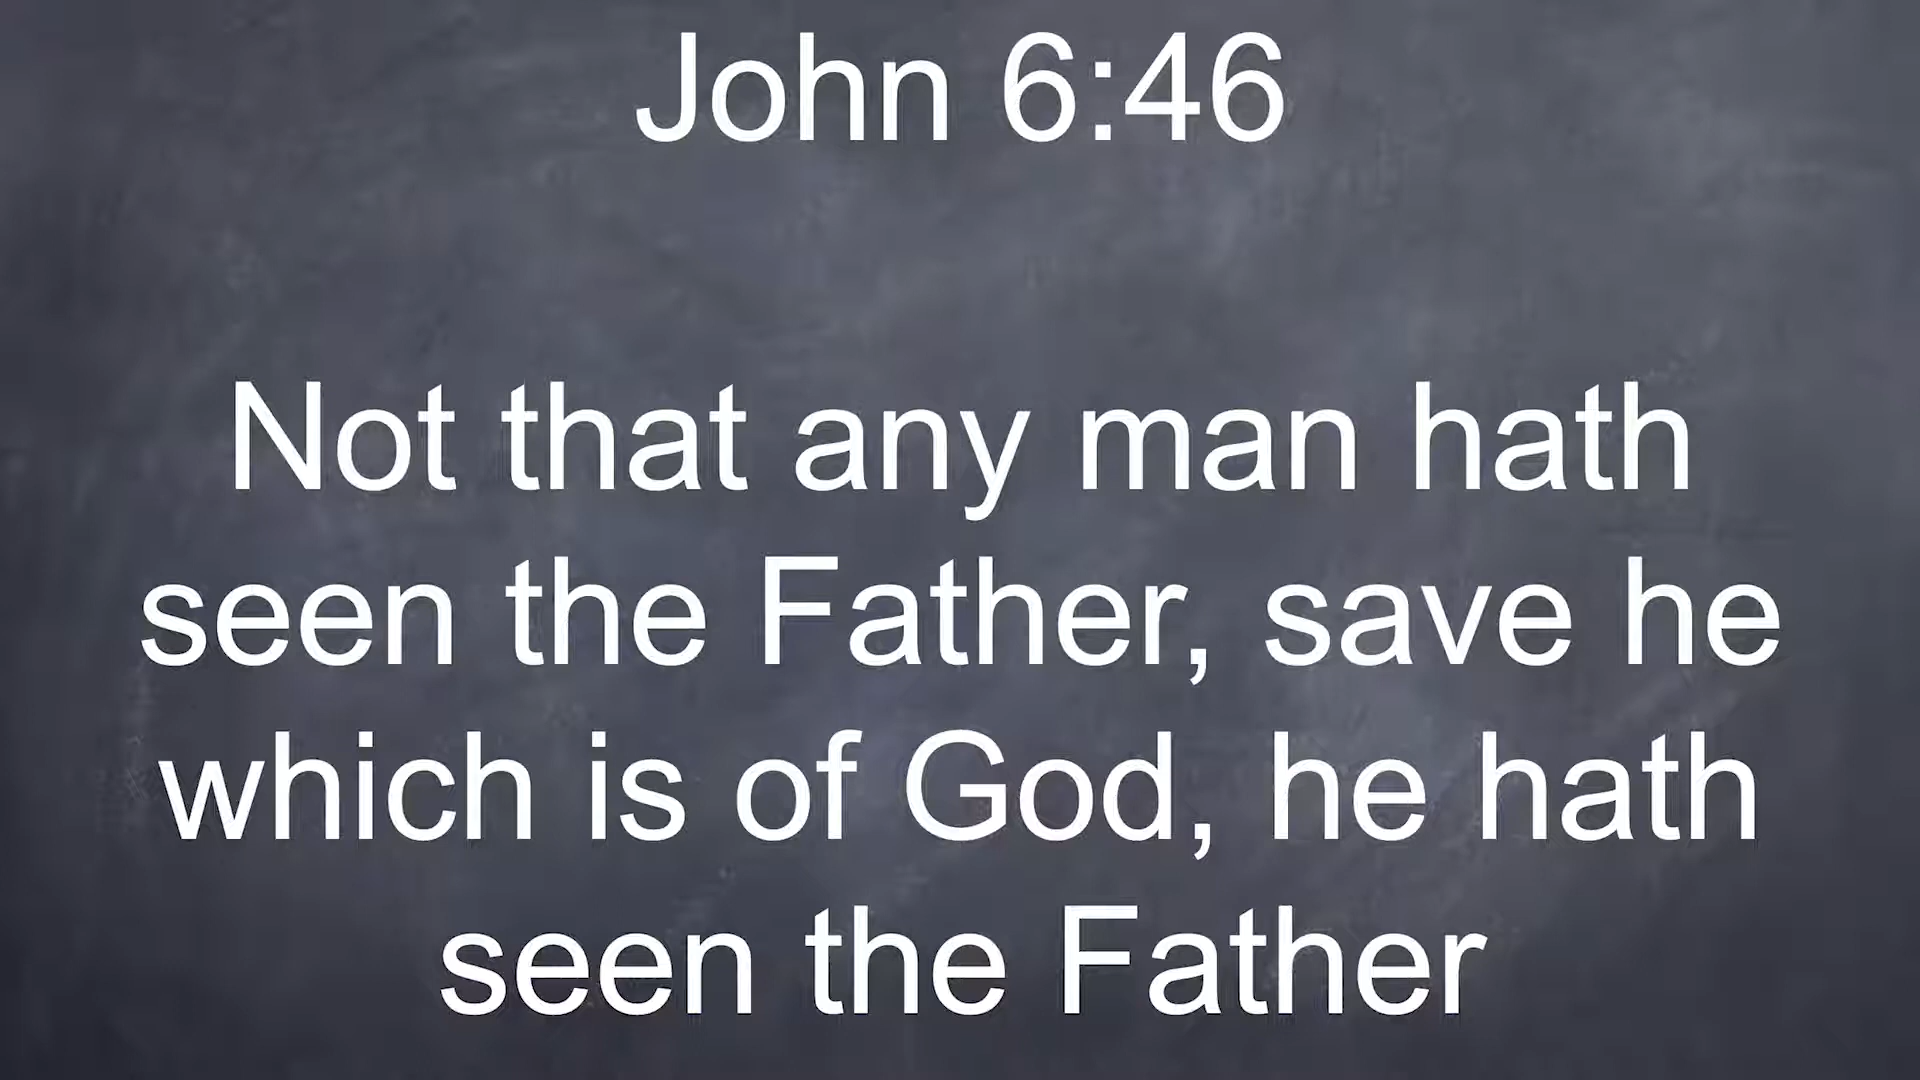 John 6:46
Not that any man hath
seen the Father, save he
which is of God, he hath
seen the Father